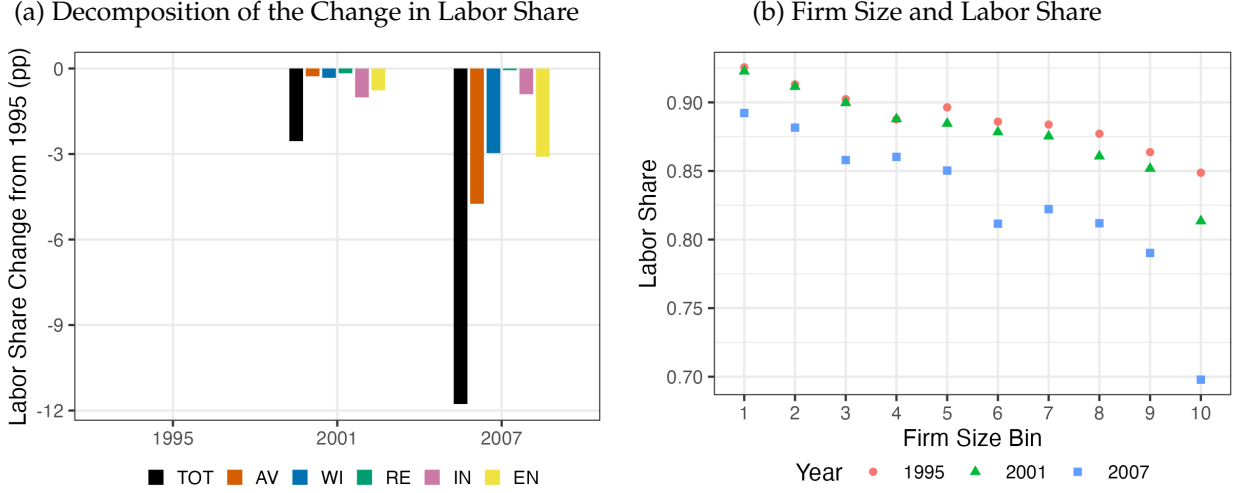 (a) Decomposition of the Change in Labor Share
Labor Share Change from 1995 (pp)
0
-3
-6
-9
-12
1995 2001 2007
TOT AV WI RE IN EN
(b) Firm Size and Labor Share
Labor Share
0.90
0.85
0.80
0.75
0.70
1 2 3 4 5 6 7 8 9 10
Firm Size Bin
Year 1995 2001 2007